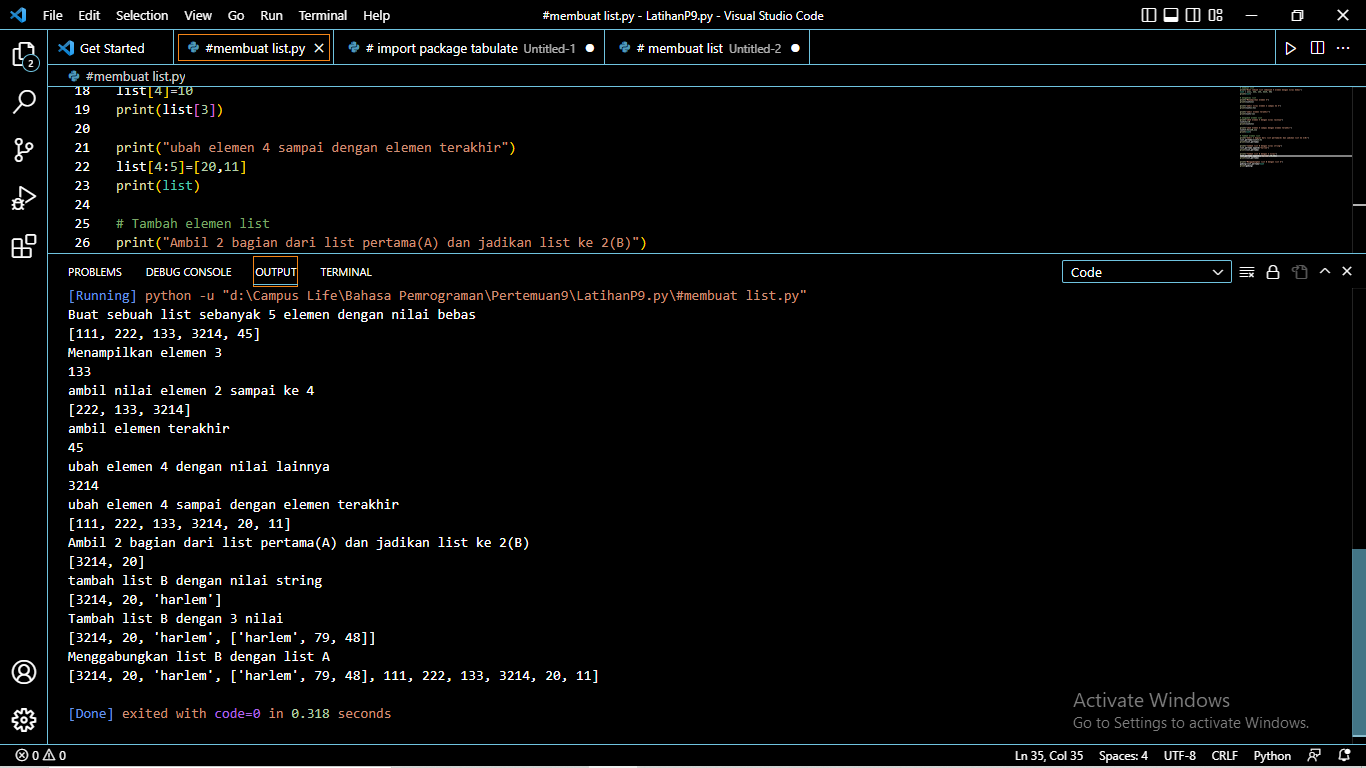 File Edit Selection View Go Run Terminal Help #membuat list.py - LatihanP9.py - Visual Studio Code
Get Started #membuat list.py # import package tabulate Untitled-1 # membuat list Untitled-2
2
#membuat list.py
18 list[4]=10
19 print(list[3])
20
21 print("ubah elemen 4 sampai dengan elemen terakhir")
22 list[4:5]=[20,11]
23 print(list)
24
25 # Tambah elemen list
26 print("Ambil 2 bagian dari list pertama(A) dan jadikan list ke 2(B)")
PROBLEMS DEBUG CONSOLE OUTPUT TERMINAL Code
[Running] python -u "d:\Campus Life\Bahasa Pemrograman\Pertemuan9\LatihanP9.py\#membuat list.py"
Buat sebuah list sebanyak 5 elemen dengan nilai bebas
[111, 222, 133, 3214, 45]
Menampilkan elemen 3
133
ambil nilai elemen 2 sampai ke 4
[222, 133, 3214]
ambil elemen terakhir
45
ubah elemen 4 dengan nilai lainnya
3214
ubah elemen 4 sampai dengan elemen terakhir
[111, 222, 133, 3214, 20, 11]
Ambil 2 bagian dari list pertama(A) dan jadikan list ke 2(B)
[3214, 20]
tambah list B dengan nilai string
[3214, 20, 'harlem']
Tambah list B dengan 3 nilai
[3214, 20, 'harlem', ['harlem', 79, 48]]
Menggabungkan list B dengan list A
[3214, 20, 'harlem', ['harlem', 79, 48], 111, 222, 133, 3214, 20, 11]
[Done] exited with code=0 in 0.318 seconds
Activate Windows
Go to Settings to activate Windows.
0 0 Ln 35, Col 35 Spaces: 4 UTF-8 CRLF Python